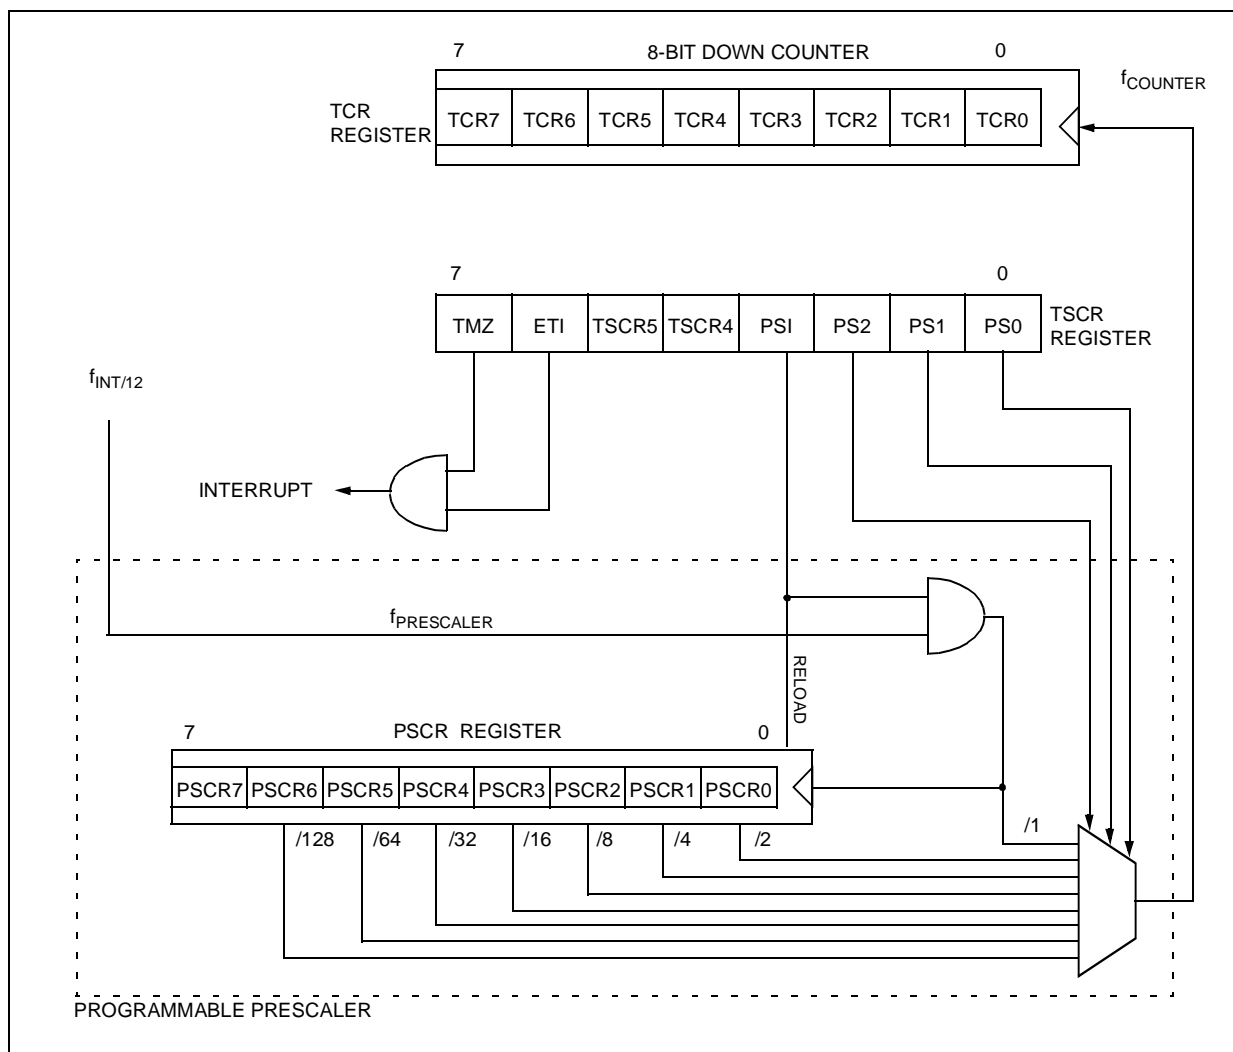 7 8-BIT DOWN COUNTER 0
fCOUNTER
TCR
REGISTER
TCR7 TCR6 TCR5 TCR4 TCR3 TCR2 TCR1 TCR0
7 0
TMZ ETI TSCR5 TSCR4 PSI PS2 PS1 PS0
TSCR
REGISTER
fINT/12
INTERRUPT
fPRESCALER
RELOAD
7 PSCR REGISTER 0
PSCR7 PSCR6 PSCR5 PSCR4 PSCR3 PSCR2 PSCR1 PSCR0
/128 /64 /32 /16 /8 /4 /2 /1
PROGRAMMABLE PRESCALER